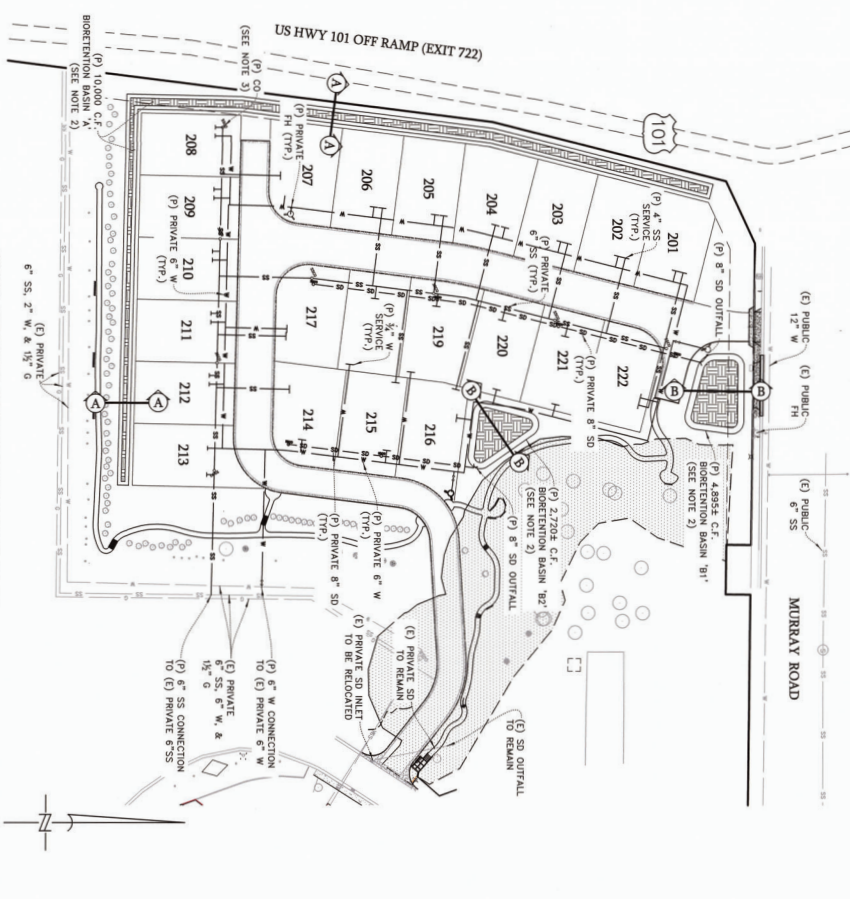 US HWY 101 OFF RAMP (EXIT 722)
101
MURRAY ROAD
(P) 10,000 C.F.
BIORETENTION BASIN 'A'
(SEE NOTE 2)
(P) CO
(SEE NOTE 3)
(P) PRIVATE
FH (TYP.)
(P) 4" SS
SERVICE
(TYP.)
(P) 8" SD OUTFALL
(E) PUBLIC
12" W
(E) PUBLIC
FH
(E) PUBLIC
6" SS
(P) 4,895± C.F.
BIORETENTION BASIN 'B1'
(SEE NOTE 2)
(P) PRIVATE
6" SS (TYP.)
(P) PRIVATE 8" SD
(TYP.)
(P) ¾" W
SERVICE
(TYP.)
(P) PRIVATE 6" W
(TYP.)
(E) PRIVATE
6" SS, 2" W, & 1½" G
(P) 2,720± C.F.
BIORETENTION BASIN 'B2'
(SEE NOTE 2)
(P) 8" SD OUTFALL
(P) PRIVATE 6" W
(TYP.)
(P) PRIVATE 8" SD
(TYP.)
(E) PRIVATE SD
TO REMAIN
(E) PRIVATE SD INLET
TO BE RELOCATED
(E) SD OUTFALL
TO REMAIN
(P) 6" W CONNECTION
TO (E) PRIVATE 6" W
(E) PRIVATE
6" SS, 6" W, &
1½" G
(P) 6" SS CONNECTION
TO (E) PRIVATE 6"SS
201
202
203
204
205
206
207
208
209
210
211
212
213
214
215
216
217
219
220
221
222
A
A
A
A
B
B
B
B
N